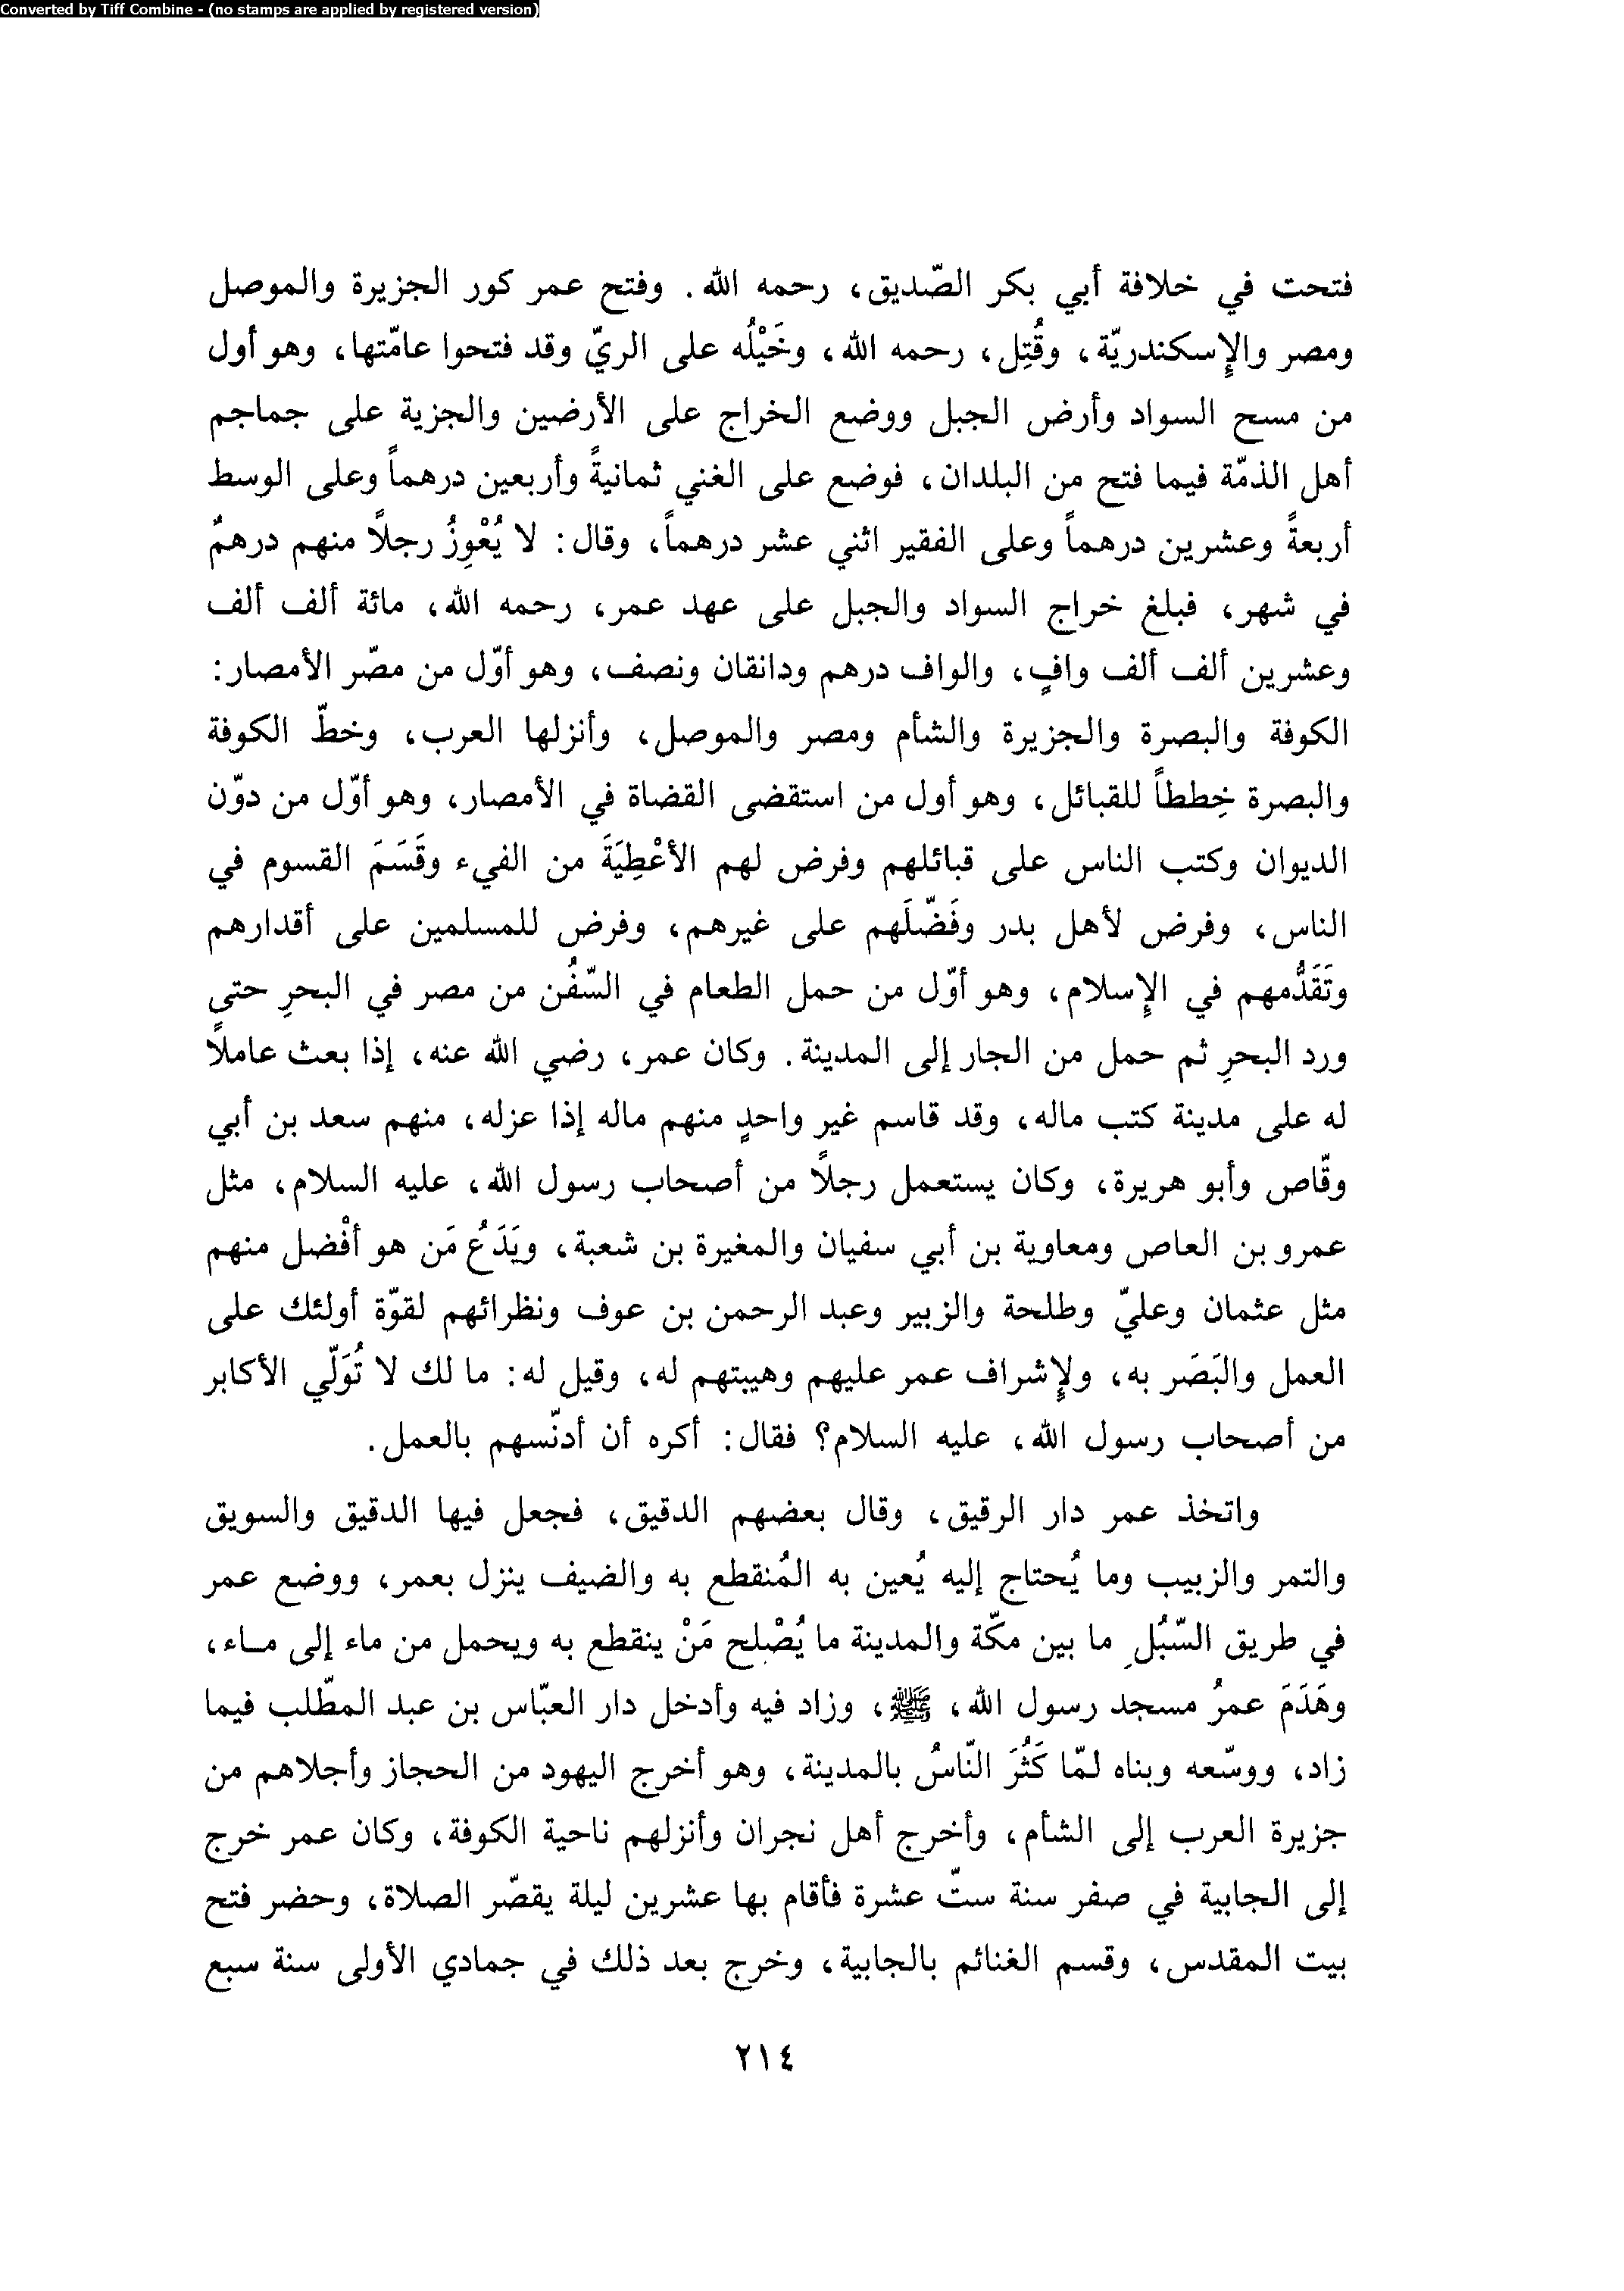 Converted by Tiff Combine - (no stamps are applied by registered version)
فتحت في خلافة أبي بكر الصّديق، رحمه الله. وفتح عمر كور الجزيرة والموصل
ومصر والإسكندريّة، وقُتِل، رحمه الله، وخَيْلُه على الريّ وقد فتحوا عامّتها، وهو أول
من مسح السواد وأرض الجبل ووضع الخراج على الأرضين والجزية على جماجم
أهل الذمّة فيما فتح من البلدان، فوضع على الغني ثمانيةً وأربعين درهماً وعلى الوسط
أربعةً وعشرين درهماً وعلى الفقير اثني عشر درهماً، وقال: لا يُعْوِزُ رجلاً منهم درهمٌ
في شهر، فبلغ خراج السواد والجبل على عهد عمر، رحمه الله، مائة ألف ألف
وعشرين ألف ألف وافٍ، والواف درهم ودانقان ونصف، وهو أوّل من مصّر الأمصار:
الكوفة والبصرة والجزيرة والشأم ومصر والموصل، وأنزلها العرب، وخطّ الكوفة
والبصرة خِططاً للقبائل، وهو أول من استقضى القضاة في الأمصار، وهو أوّل من دوّن
الديوان وكتب الناس على قبائلهم وفرض لهم الأعْطِيَةَ من الفيء وقَسَمَ القسوم في
الناس، وفرض لأهل بدر وفَضّلَهم على غيرهم، وفرض للمسلمين على أقدارهم
وتَقَدُّمهم في الإسلام، وهو أوّل من حمل الطعام في السّفُن من مصر في البحرِ حتى
ورد البحرِ ثم حمل من الجار إلى المدينة. وكان عمر، رضي الله عنه، إذا بعث عاملاً
له على مدينة كتب ماله، وقد قاسم غير واحدٍ منهم ماله إذا عزله، منهم سعد بن أبي
وقّاص وأبو هريرة، وكان يستعمل رجلاً من أصحاب رسول الله، عليه السلام، مثل
عمرو بن العاص ومعاوية بن أبي سفيان والمغيرة بن شعبة، ويَدَعُ مَن هو أفْضل منهم
مثل عثمان وعليّ وطلحة والزبير وعبد الرحمن بن عوف ونظرائهم لقوّة أولئك على
العمل والبَصَر به، ولإشراف عمر عليهم وهيبتهم له، وقيل له: ما لك لا تُوَلّي الأكابر
من أصحاب رسول الله، عليه السلام؟ فقال: أكره أن أدنّسهم بالعمل.
واتخذ عمر دار الرقيق، وقال بعضهم الدقيق، فجعل فيها الدقيق والسويق
والتمر والزبيب وما يُحتاج إليه يُعين به المُنقطع به والضيف ينزل بعمر، ووضع عمر
في طريق السّبُلِ ما بين مكّة والمدينة ما يُصْلِح مَنْ ينقطع به ويحمل من ماء إلى مـاء،
وهَدَمَ عمرُ مسجد رسول الله، ﷺ، وزاد فيه وأدخل دار العبّاس بن عبد المطّلب فيما
زاد، ووسّعه وبناه لمّا كَثُرَ النّاسُ بالمدينة، وهو أخرج اليهود من الحجاز وأجلاهم من
جزيرة العرب إلى الشأم، وأخرج أهل نجران وأنزلهم ناحية الكوفة، وكان عمر خرج
إلى الجابية في صفر سنة ستّ عشرة فأقام بها عشرين ليلة يقصّر الصلاة، وحضر فتح
بيت المقدس، وقسم الغنائم بالجابية، وخرج بعد ذلك في جمادي الأولى سنة سبع
٢١٤